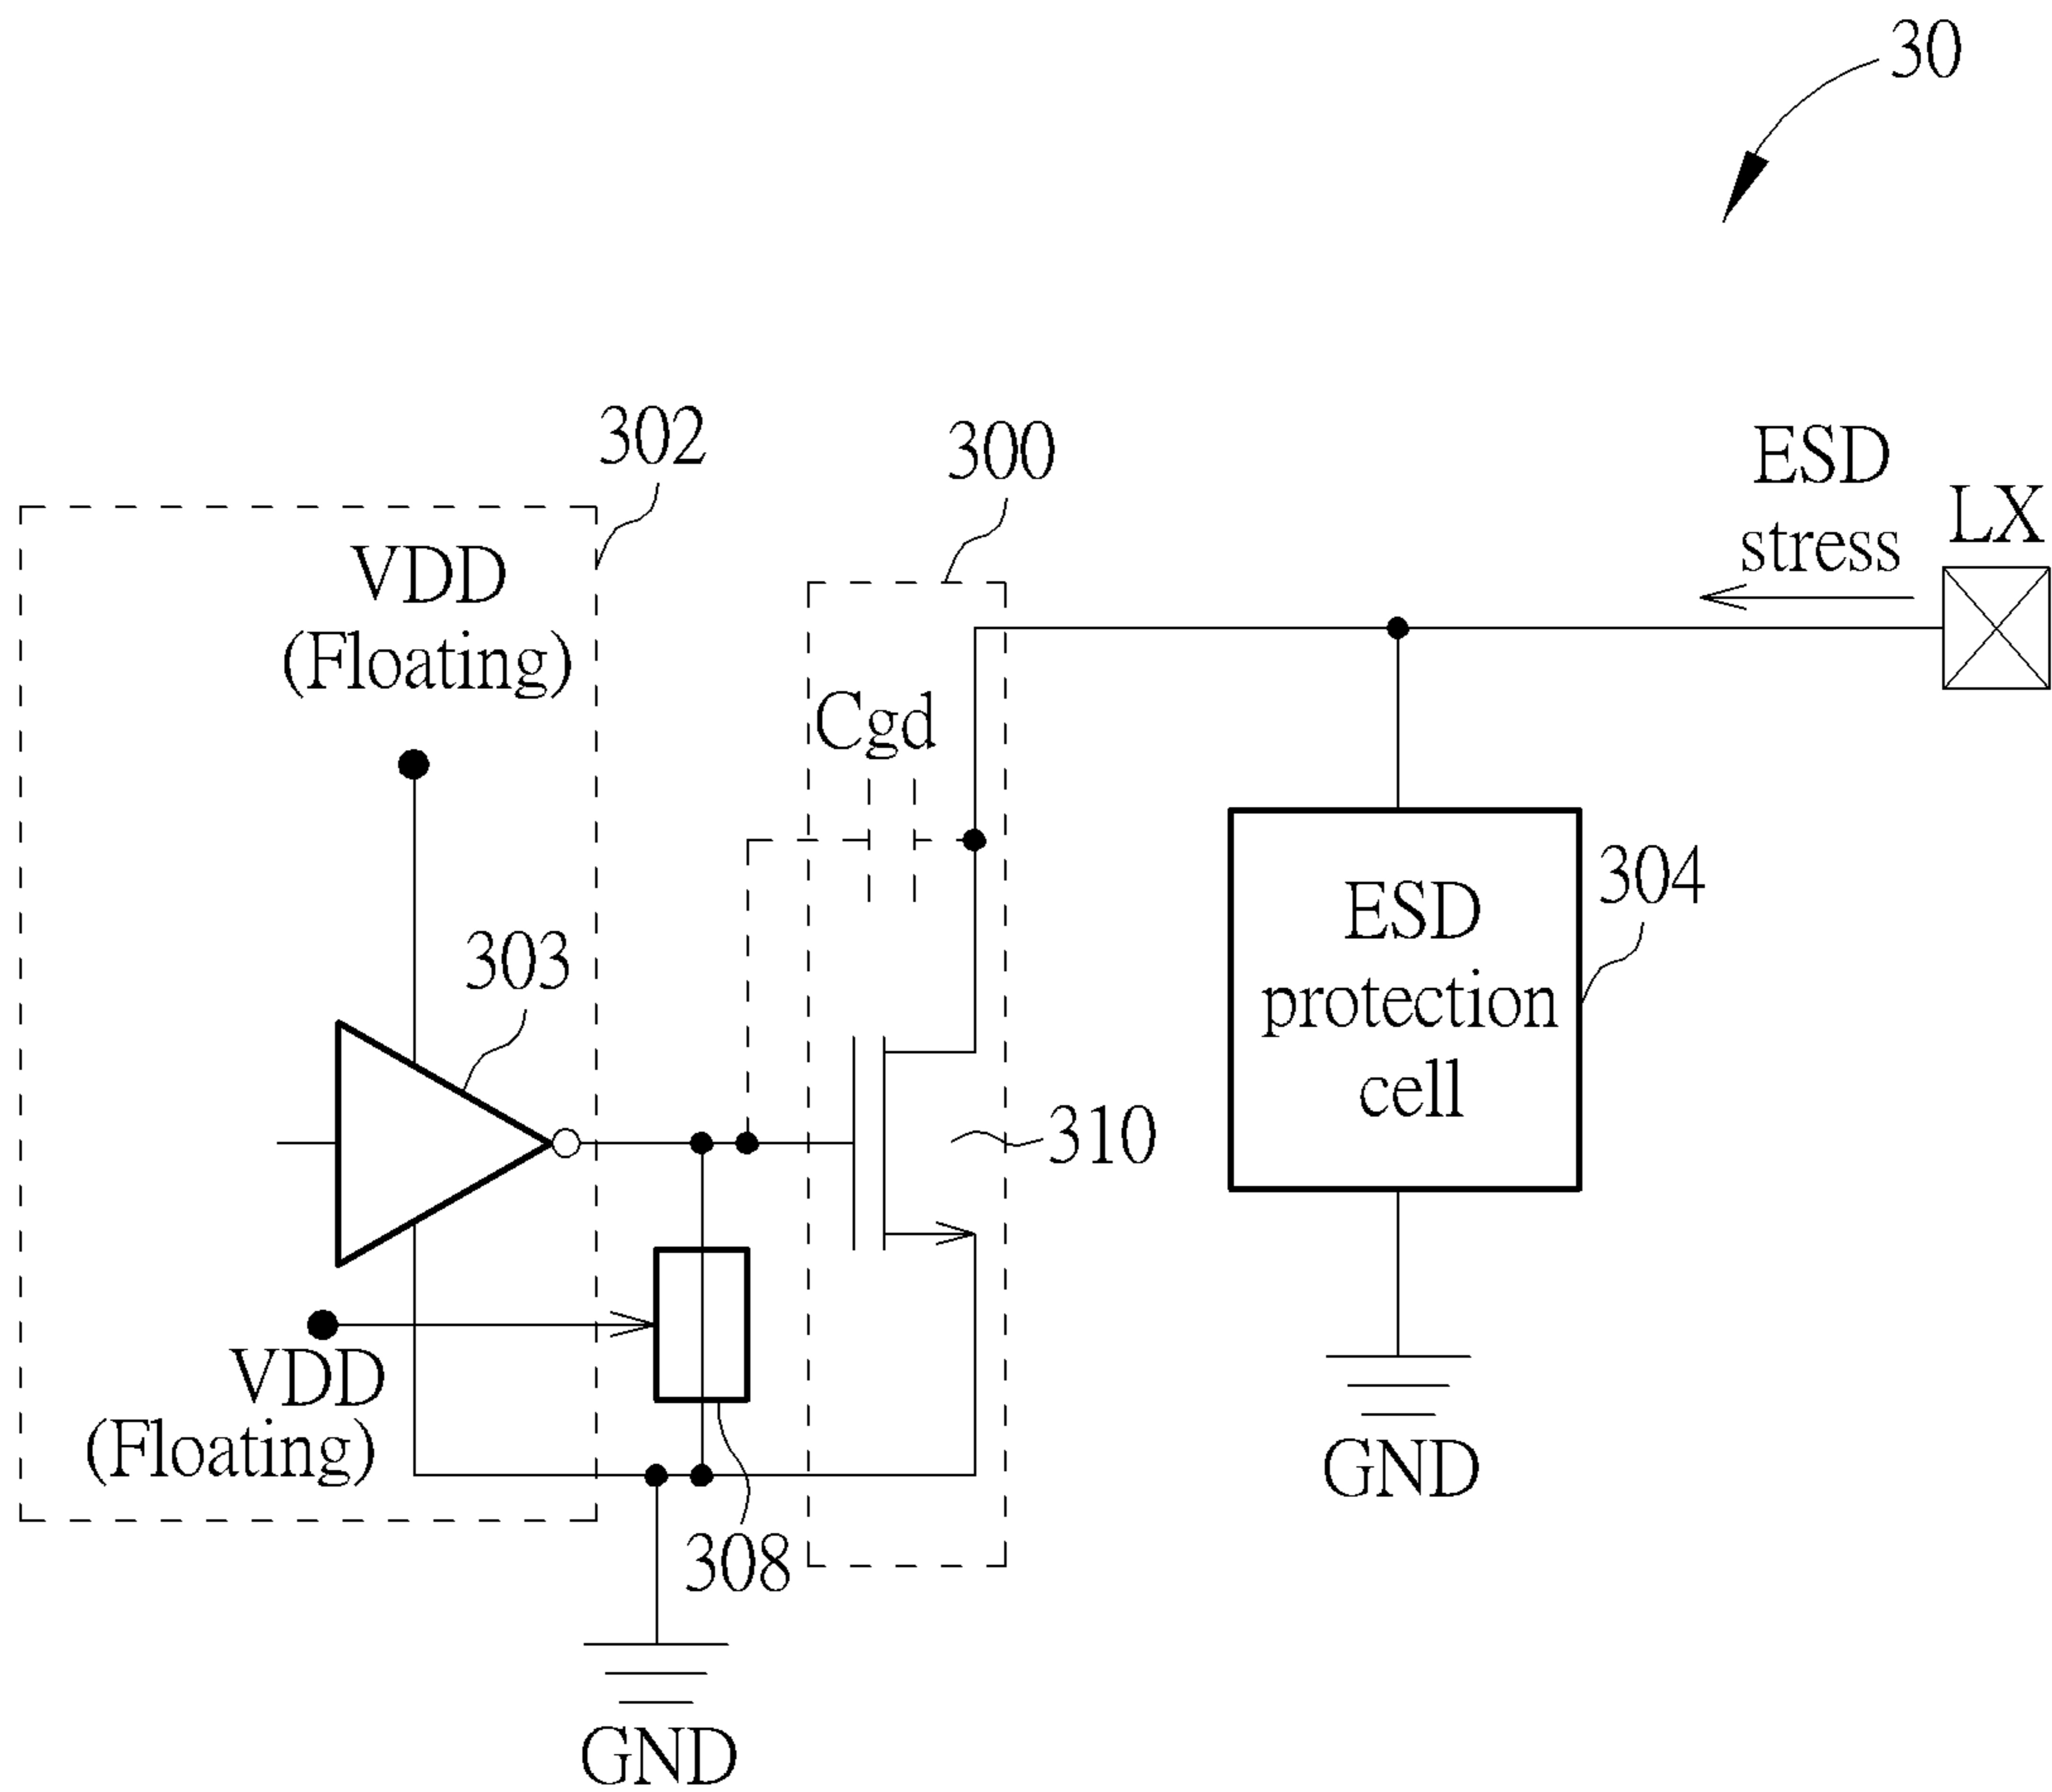 30
302
300
ESD
stress
LX
VDD
(Floating)
Cgd
303
304
ESD
protection
cell
310
VDD
(Floating)
308
GND
GND